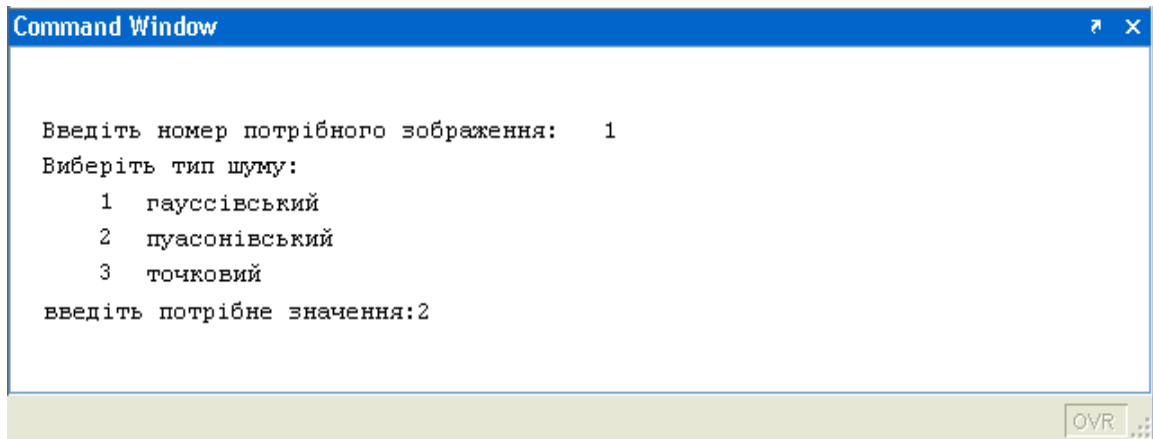 Command Window
Введіть номер потрібного зображення: 1
Виберіть тип шуму:
1 гауссівський
2 пуасонівський
3 точковий
введіть потрібне значення:2
OVR